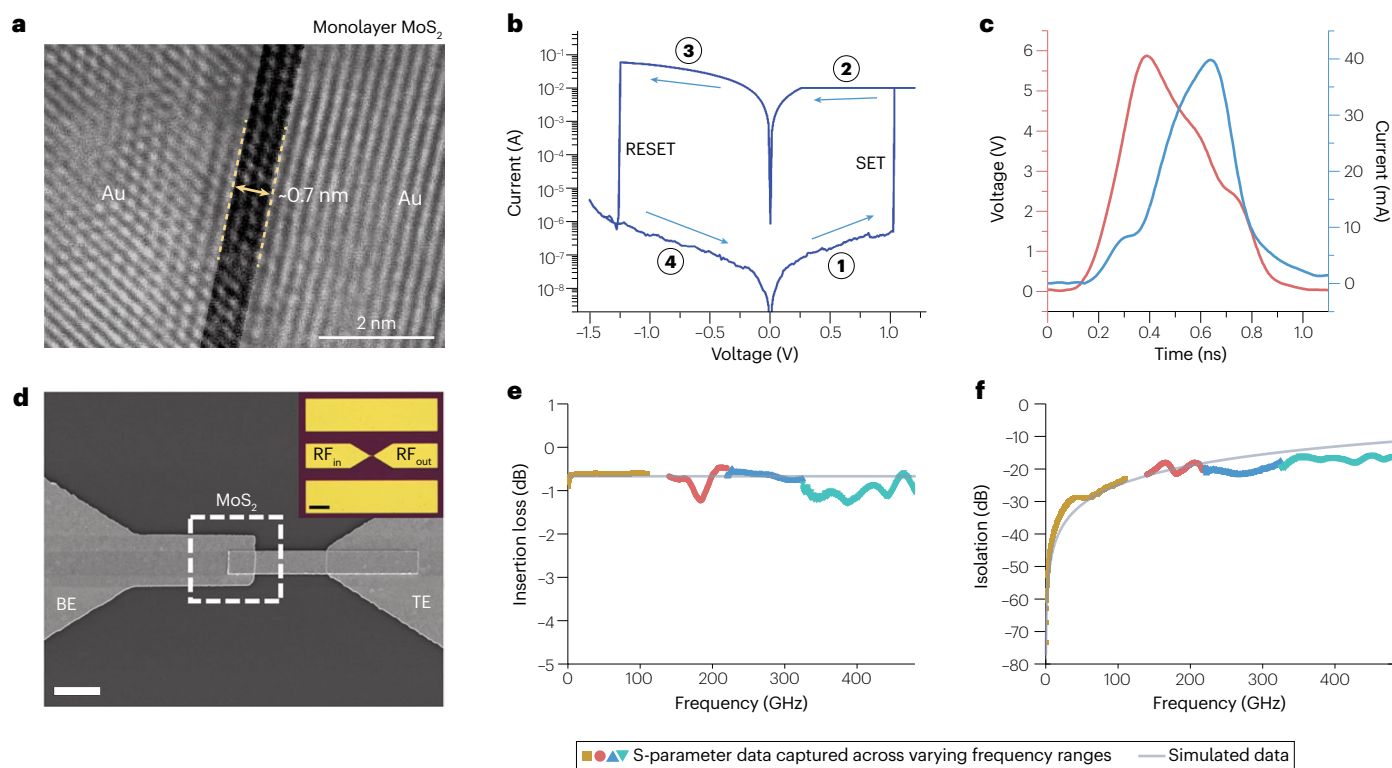 a
Monolayer MoS₂
Au
~0.7 nm
Au
2 nm
b
Current (A)
10⁻¹
10⁻²
10⁻³
10⁻⁴
10⁻⁵
10⁻⁶
10⁻⁷
10⁻⁸
3
2
RESET
SET
4
1
−1.5 −1.0 −0.5 0.0 0.5 1.0
Voltage (V)
c
Voltage (V)
6
5
4
3
2
1
0
40
30
20
10
0
Current (mA)
0 0.2 0.4 0.6 0.8 1.0
Time (ns)
d
RF_in RF_out
MoS₂
BE
TE
e
Insertion loss (dB)
1
0
−1
−2
−3
−4
−5
0 100 200 300 400
Frequency (GHz)
f
Isolation (dB)
0
−10
−20
−30
−40
−50
−60
−70
−80
0 100 200 300 400
Frequency (GHz)
S-parameter data captured across varying frequency ranges Simulated data